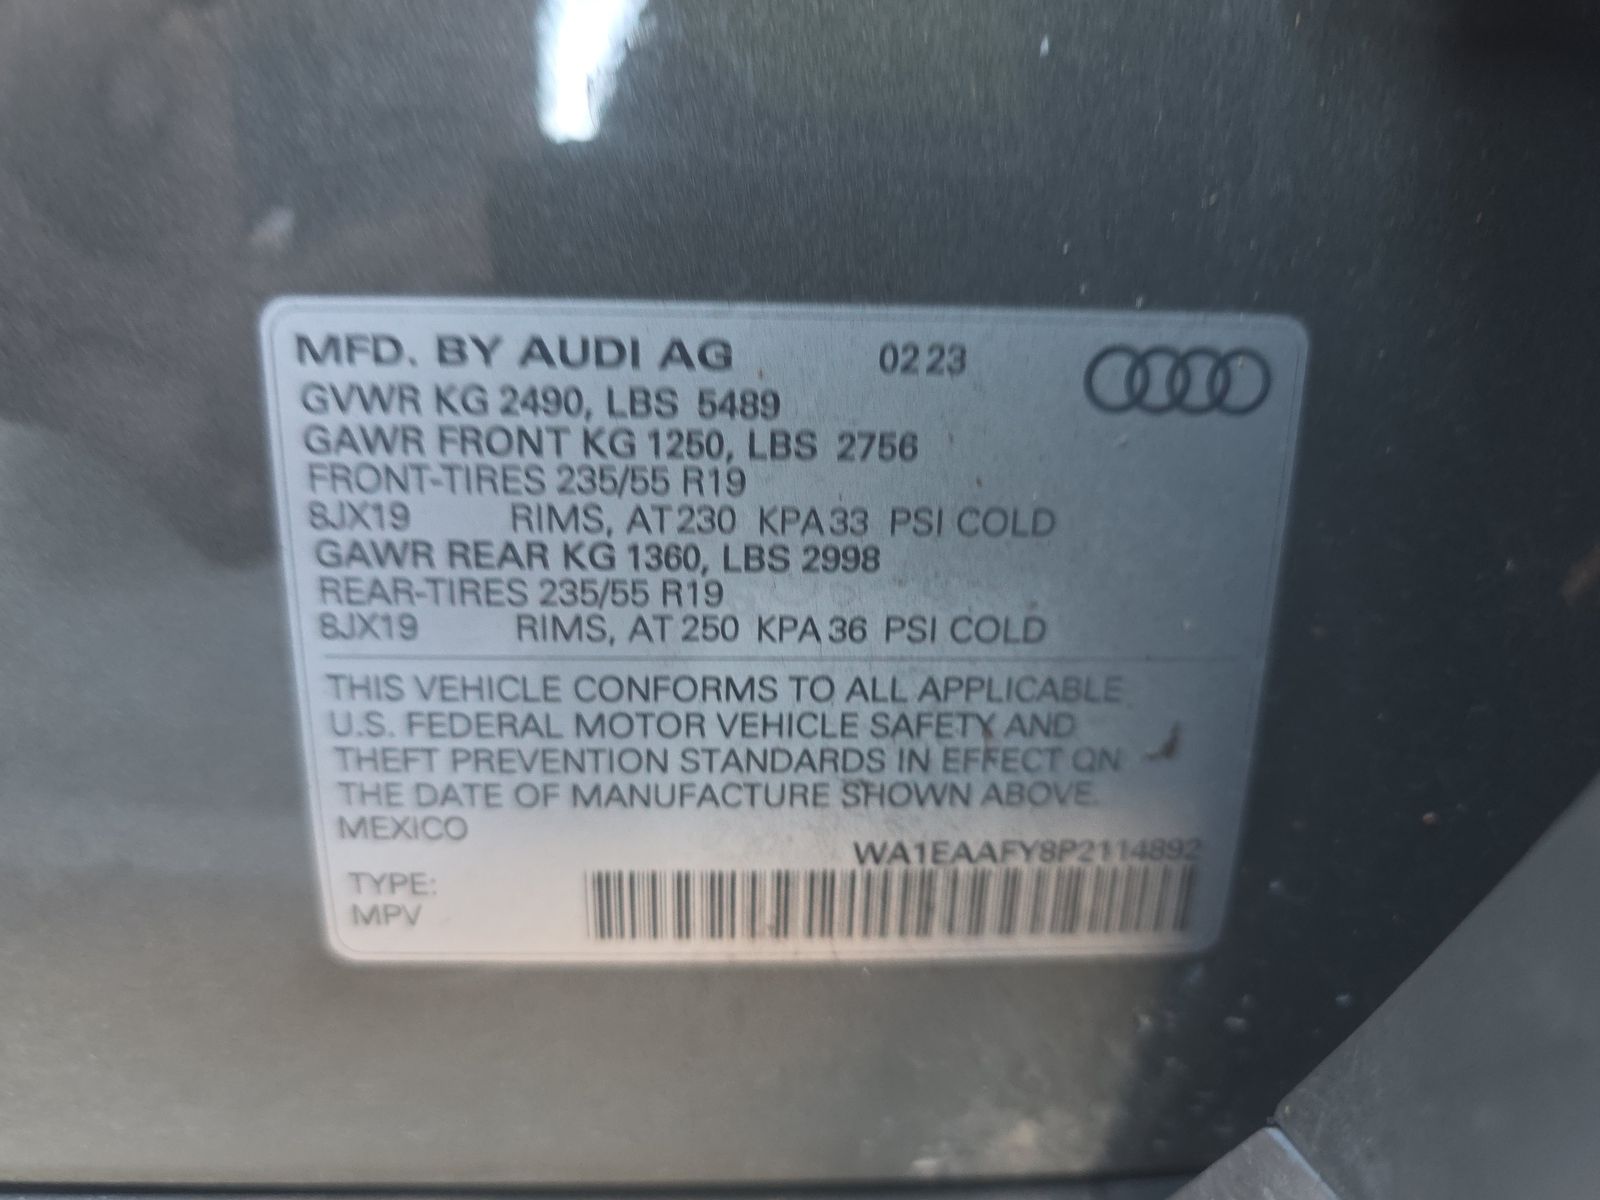 MFD. BY AUDI AG 0223
GVWR KG 2490, LBS 5489
GAWR FRONT KG 1250, LBS 2756
FRONT-TIRES 235/55 R19
8JX19 RIMS, AT 230 KPA 33 PSI COLD
GAWR REAR KG 1360, LBS 2998
REAR-TIRES 235/55 R19
8JX19 RIMS, AT 250 KPA 36 PSI COLD
THIS VEHICLE CONFORMS TO ALL APPLICABLE
U.S. FEDERAL MOTOR VEHICLE SAFETY AND
THEFT PREVENTION STANDARDS IN EFFECT ON
THE DATE OF MANUFACTURE SHOWN ABOVE.
MEXICO
WA1EAAFY8P2114892
TYPE:
MPV